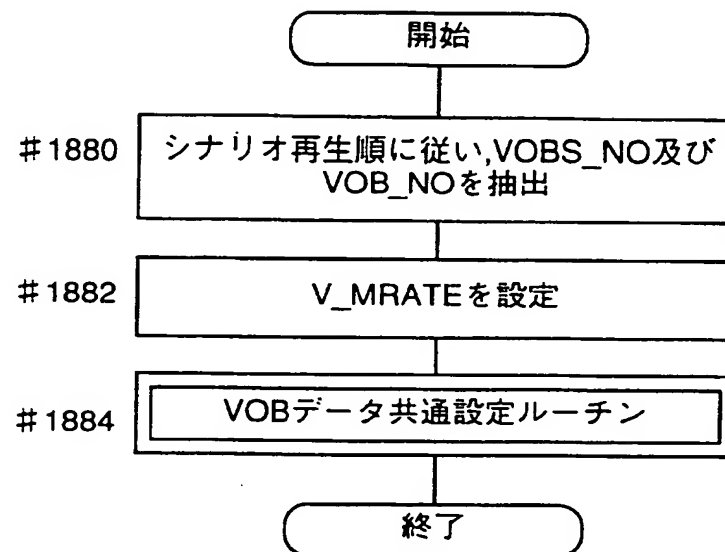 開始
#1880
シナリオ再生順に従い,VOBS_NO及び
VOB_NOを抽出
#1882
V_MRATEを設定
#1884
VOBデータ共通設定ルーチン
終了